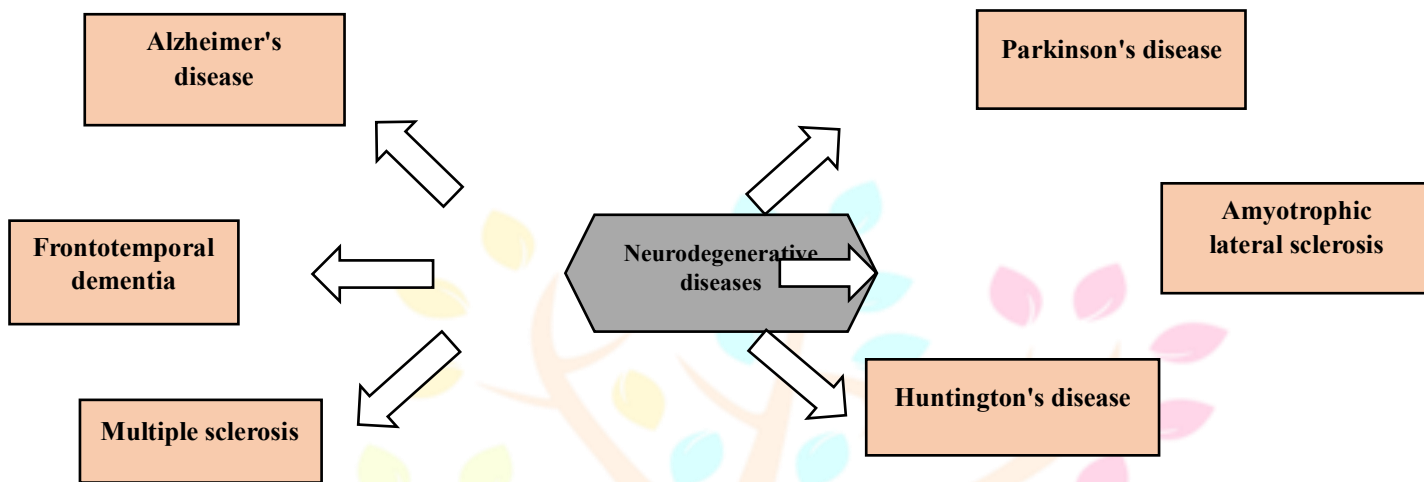 Alzheimer's
disease
Parkinson's disease
Frontotemporal
dementia
Neurodegenerative
diseases
Amyotrophic
lateral sclerosis
Multiple sclerosis
Huntington's disease